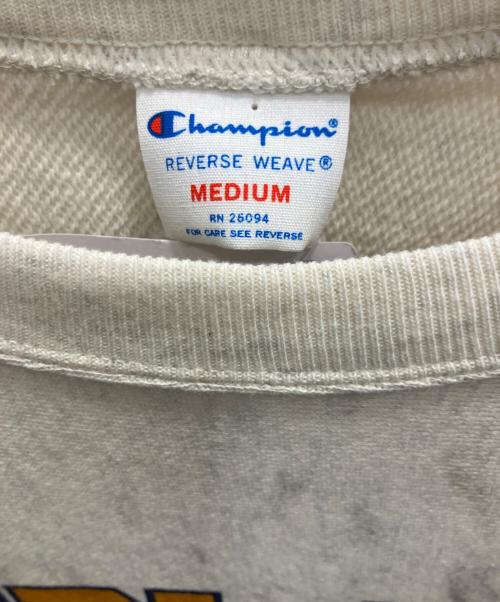 Champion®
REVERSE WEAVE®
MEDIUM
RN 26094
FOR CARE SEE REVERSE